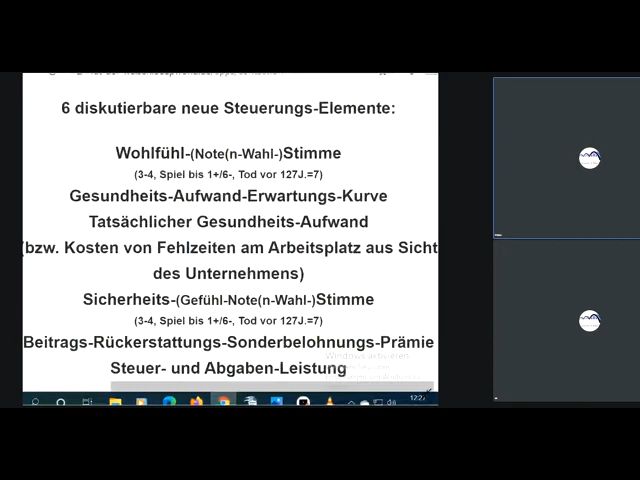 6 diskutierbare neue Steuerungs-Elemente:
Wohlfühl-(Note(n-Wahl-)Stimme
(3-4, Spiel bis 1+/6-, Tod vor 127J.=7)
Gesundheits-Aufwand-Erwartungs-Kurve
Tatsächlicher Gesundheits-Aufwand
(bzw. Kosten von Fehlzeiten am Arbeitsplatz aus Sicht
des Unternehmens)
Sicherheits-(Gefühl-Note(n-Wahl-)Stimme
(3-4, Spiel bis 1+/6-, Tod vor 127J.=7)
Beitrags-Rückerstattungs-Sonderbelohnungs-Prämie
Windows aktivieren
Steuer- und Abgaben-Leistung